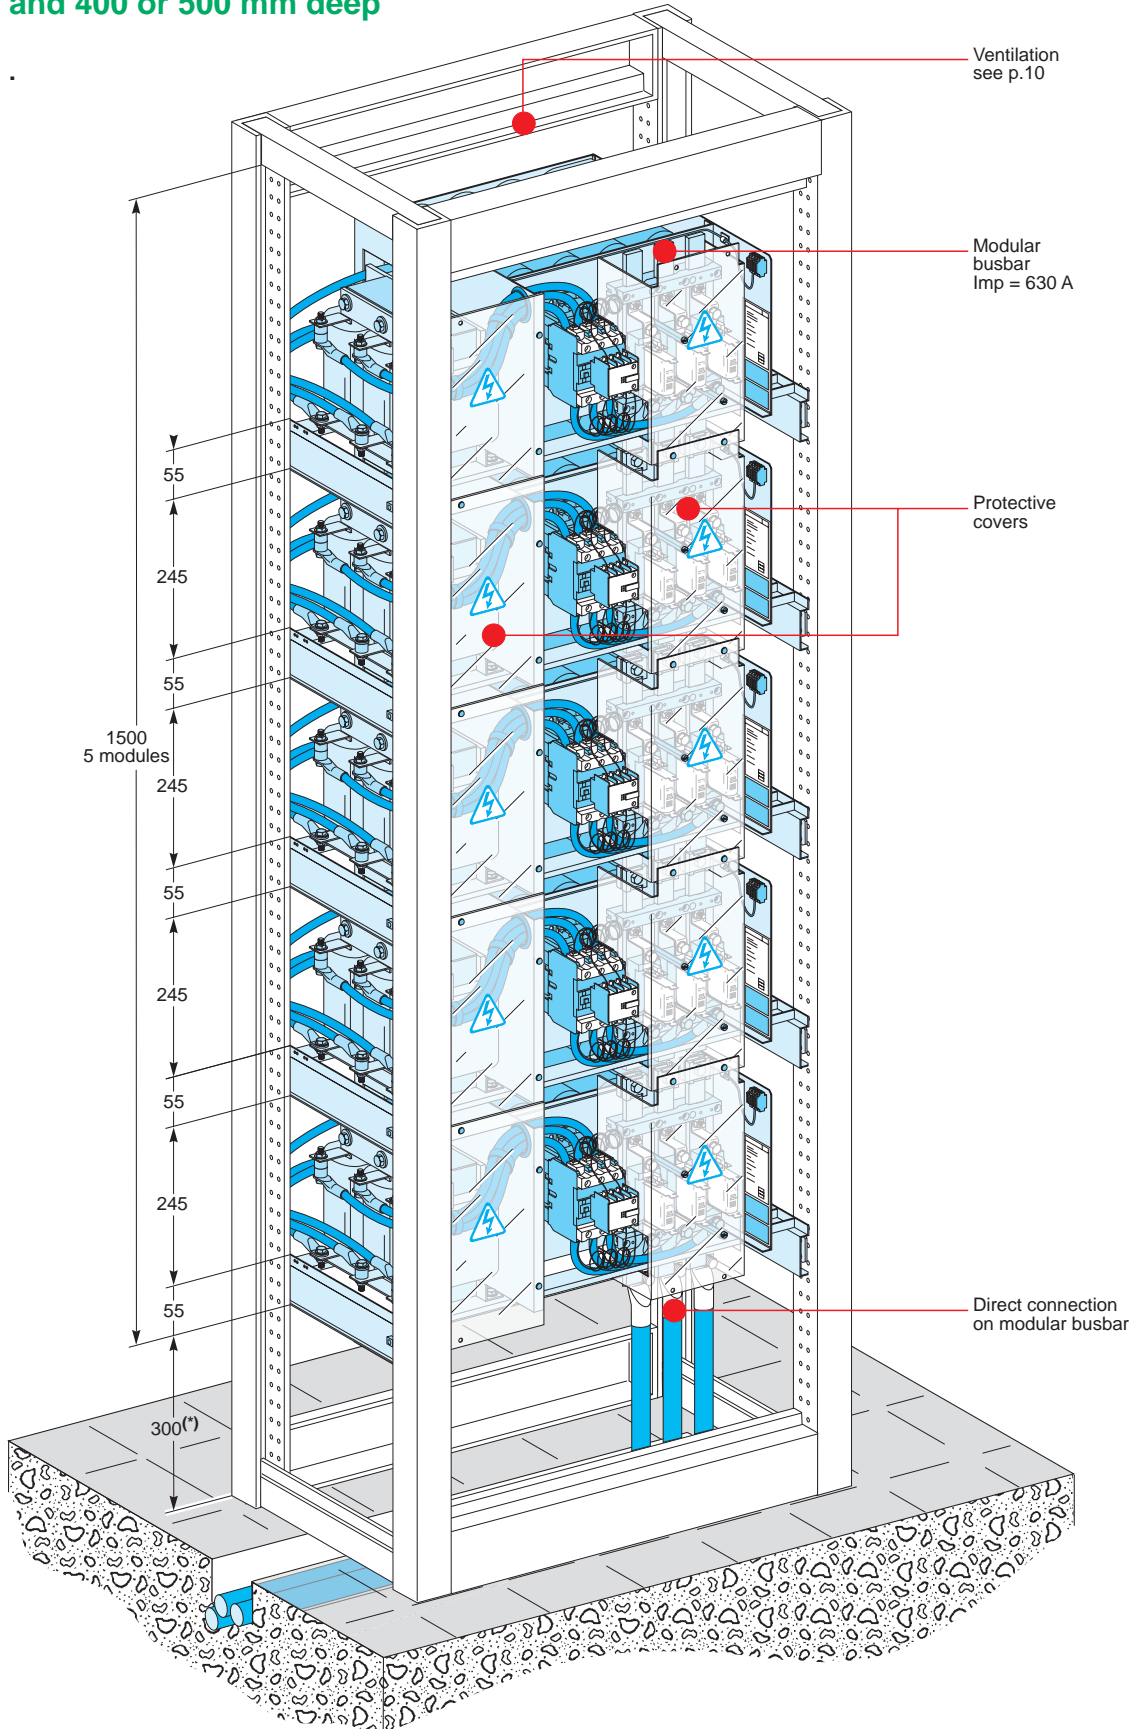 and 400 or 500 mm deep
.
Ventilation
see p.10
Modular
busbar
Imp = 630 A
Protective
covers
55
245
55
245
55
245
55
245
55
1500
5 modules
300(*)
Direct connection
on modular busbar